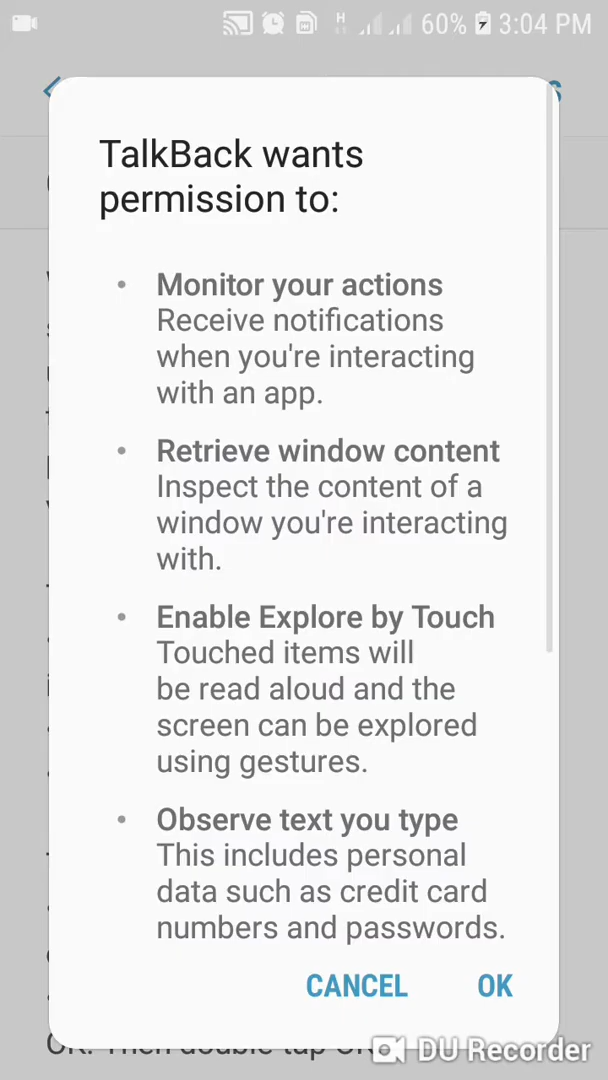 H 60% 3:04 PM
TalkBack wants
permission to:
• Monitor your actions
Receive notifications
when you're interacting
with an app.
• Retrieve window content
Inspect the content of a
window you're interacting
with.
• Enable Explore by Touch
Touched items will
be read aloud and the
screen can be explored
using gestures.
• Observe text you type
This includes personal
data such as credit card
numbers and passwords.
CANCEL OK
DU Recorder